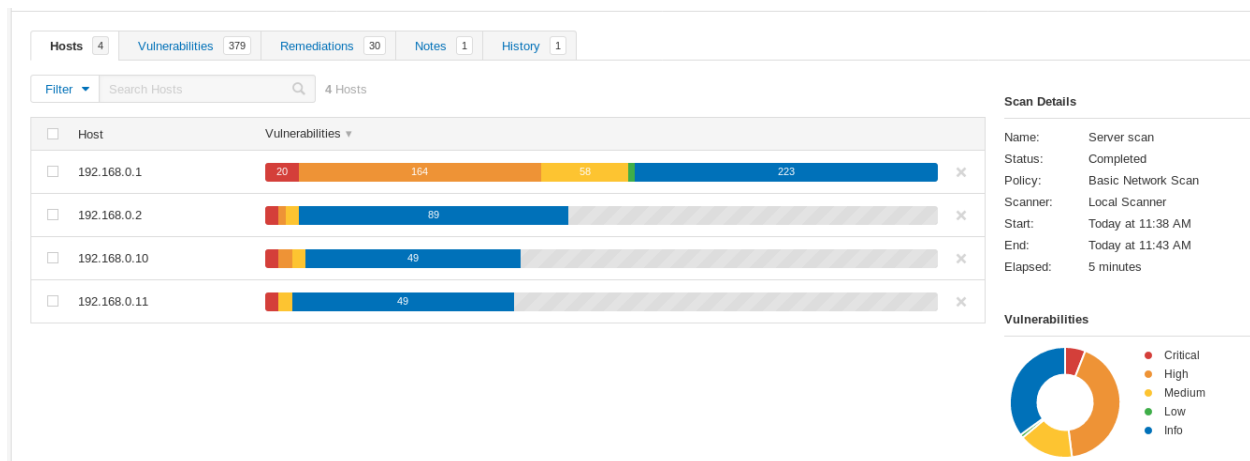 Hosts 4 Vulnerabilities 379 Remediations 30 Notes 1 History 1
Filter Search Hosts 4 Hosts
Host Vulnerabilities
192.168.0.1 20 164 58 223
192.168.0.2 89
192.168.0.10 49
192.168.0.11 49
Scan Details
Name: Server scan
Status: Completed
Policy: Basic Network Scan
Scanner: Local Scanner
Start: Today at 11:38 AM
End: Today at 11:43 AM
Elapsed: 5 minutes
Vulnerabilities
Critical
High
Medium
Low
Info